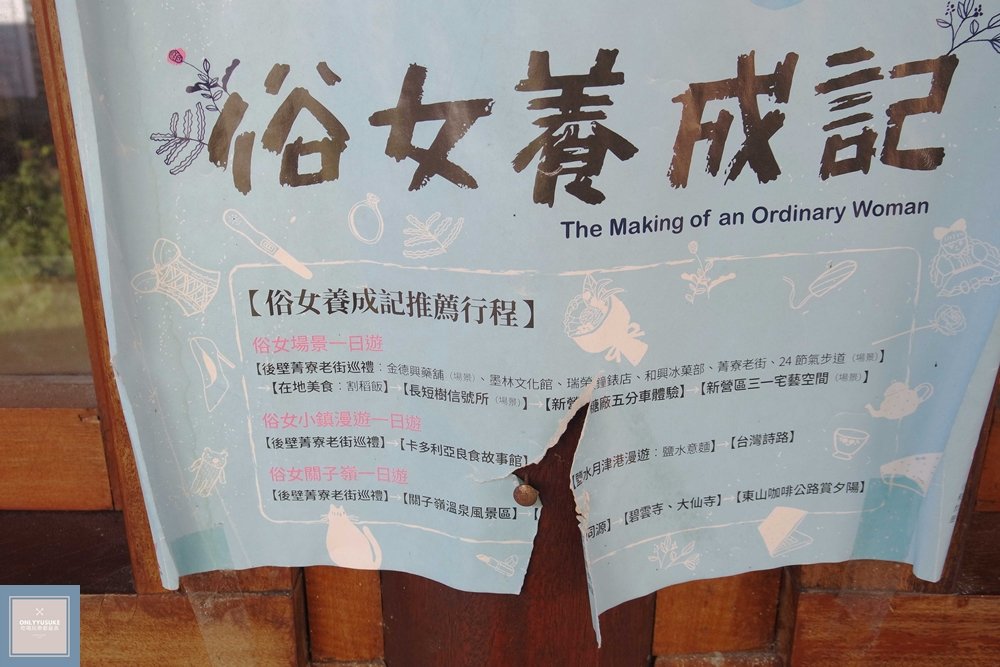 俗女養成記
The Making of an Ordinary Woman
【俗女養成記推薦行程】
俗女場景一日遊
【後壁菁寮老街巡禮：金德興藥舖（場景）、墨林文化館、瑞榮鐘錶店、和興冰菓部、菁寮老街、24節氣步道（場景）】
→【在地美食：割稻飯】→【長短樹信號所（場景）】→【新營糖廠五分車體驗】→【新營區三一宅藝空間（場景）】
俗女小鎮漫遊一日遊
【後壁菁寮老街巡禮】→【卡多利亞良食故事館】 【鹽水月津港漫遊：鹽水意麵】→【台灣詩路】
俗女關子嶺一日遊
【後壁菁寮老街巡禮】→【關子嶺溫泉風景區】→【 同源】→【碧雲寺、大仙寺】→【東山咖啡公路賞夕陽】
ONLYYUSUKE